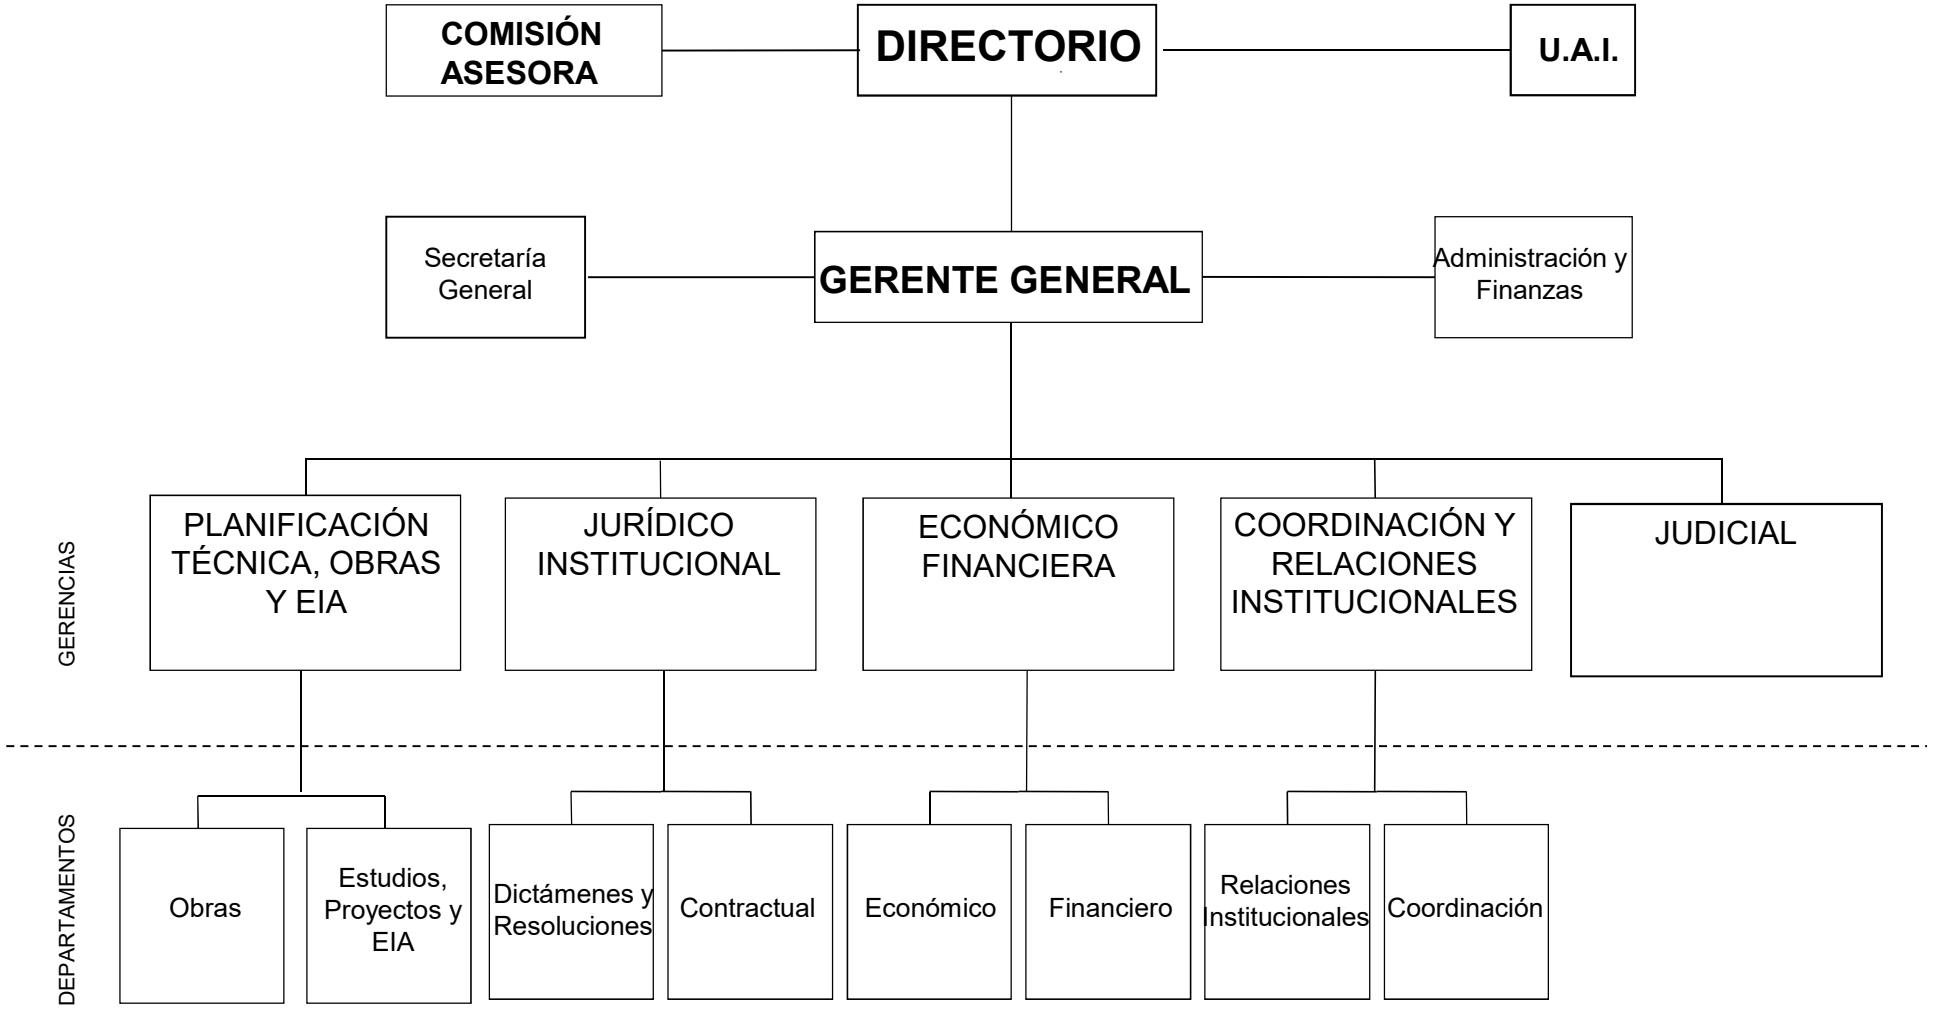 COMISIÓN
ASESORA
DIRECTORIO
U.A.I.
Secretaría
General
GERENTE GENERAL
Administración y
Finanzas
GERENCIAS
PLANIFICACIÓN
TÉCNICA, OBRAS
Y EIA
JURÍDICO
INSTITUCIONAL
ECONÓMICO
FINANCIERA
COORDINACIÓN Y
RELACIONES
INSTITUCIONALES
JUDICIAL
DEPARTAMENTOS
Obras
Estudios,
Proyectos y
EIA
Dictámenes y
Resoluciones
Contractual
Económico
Financiero
Relaciones
Institucionales
Coordinación